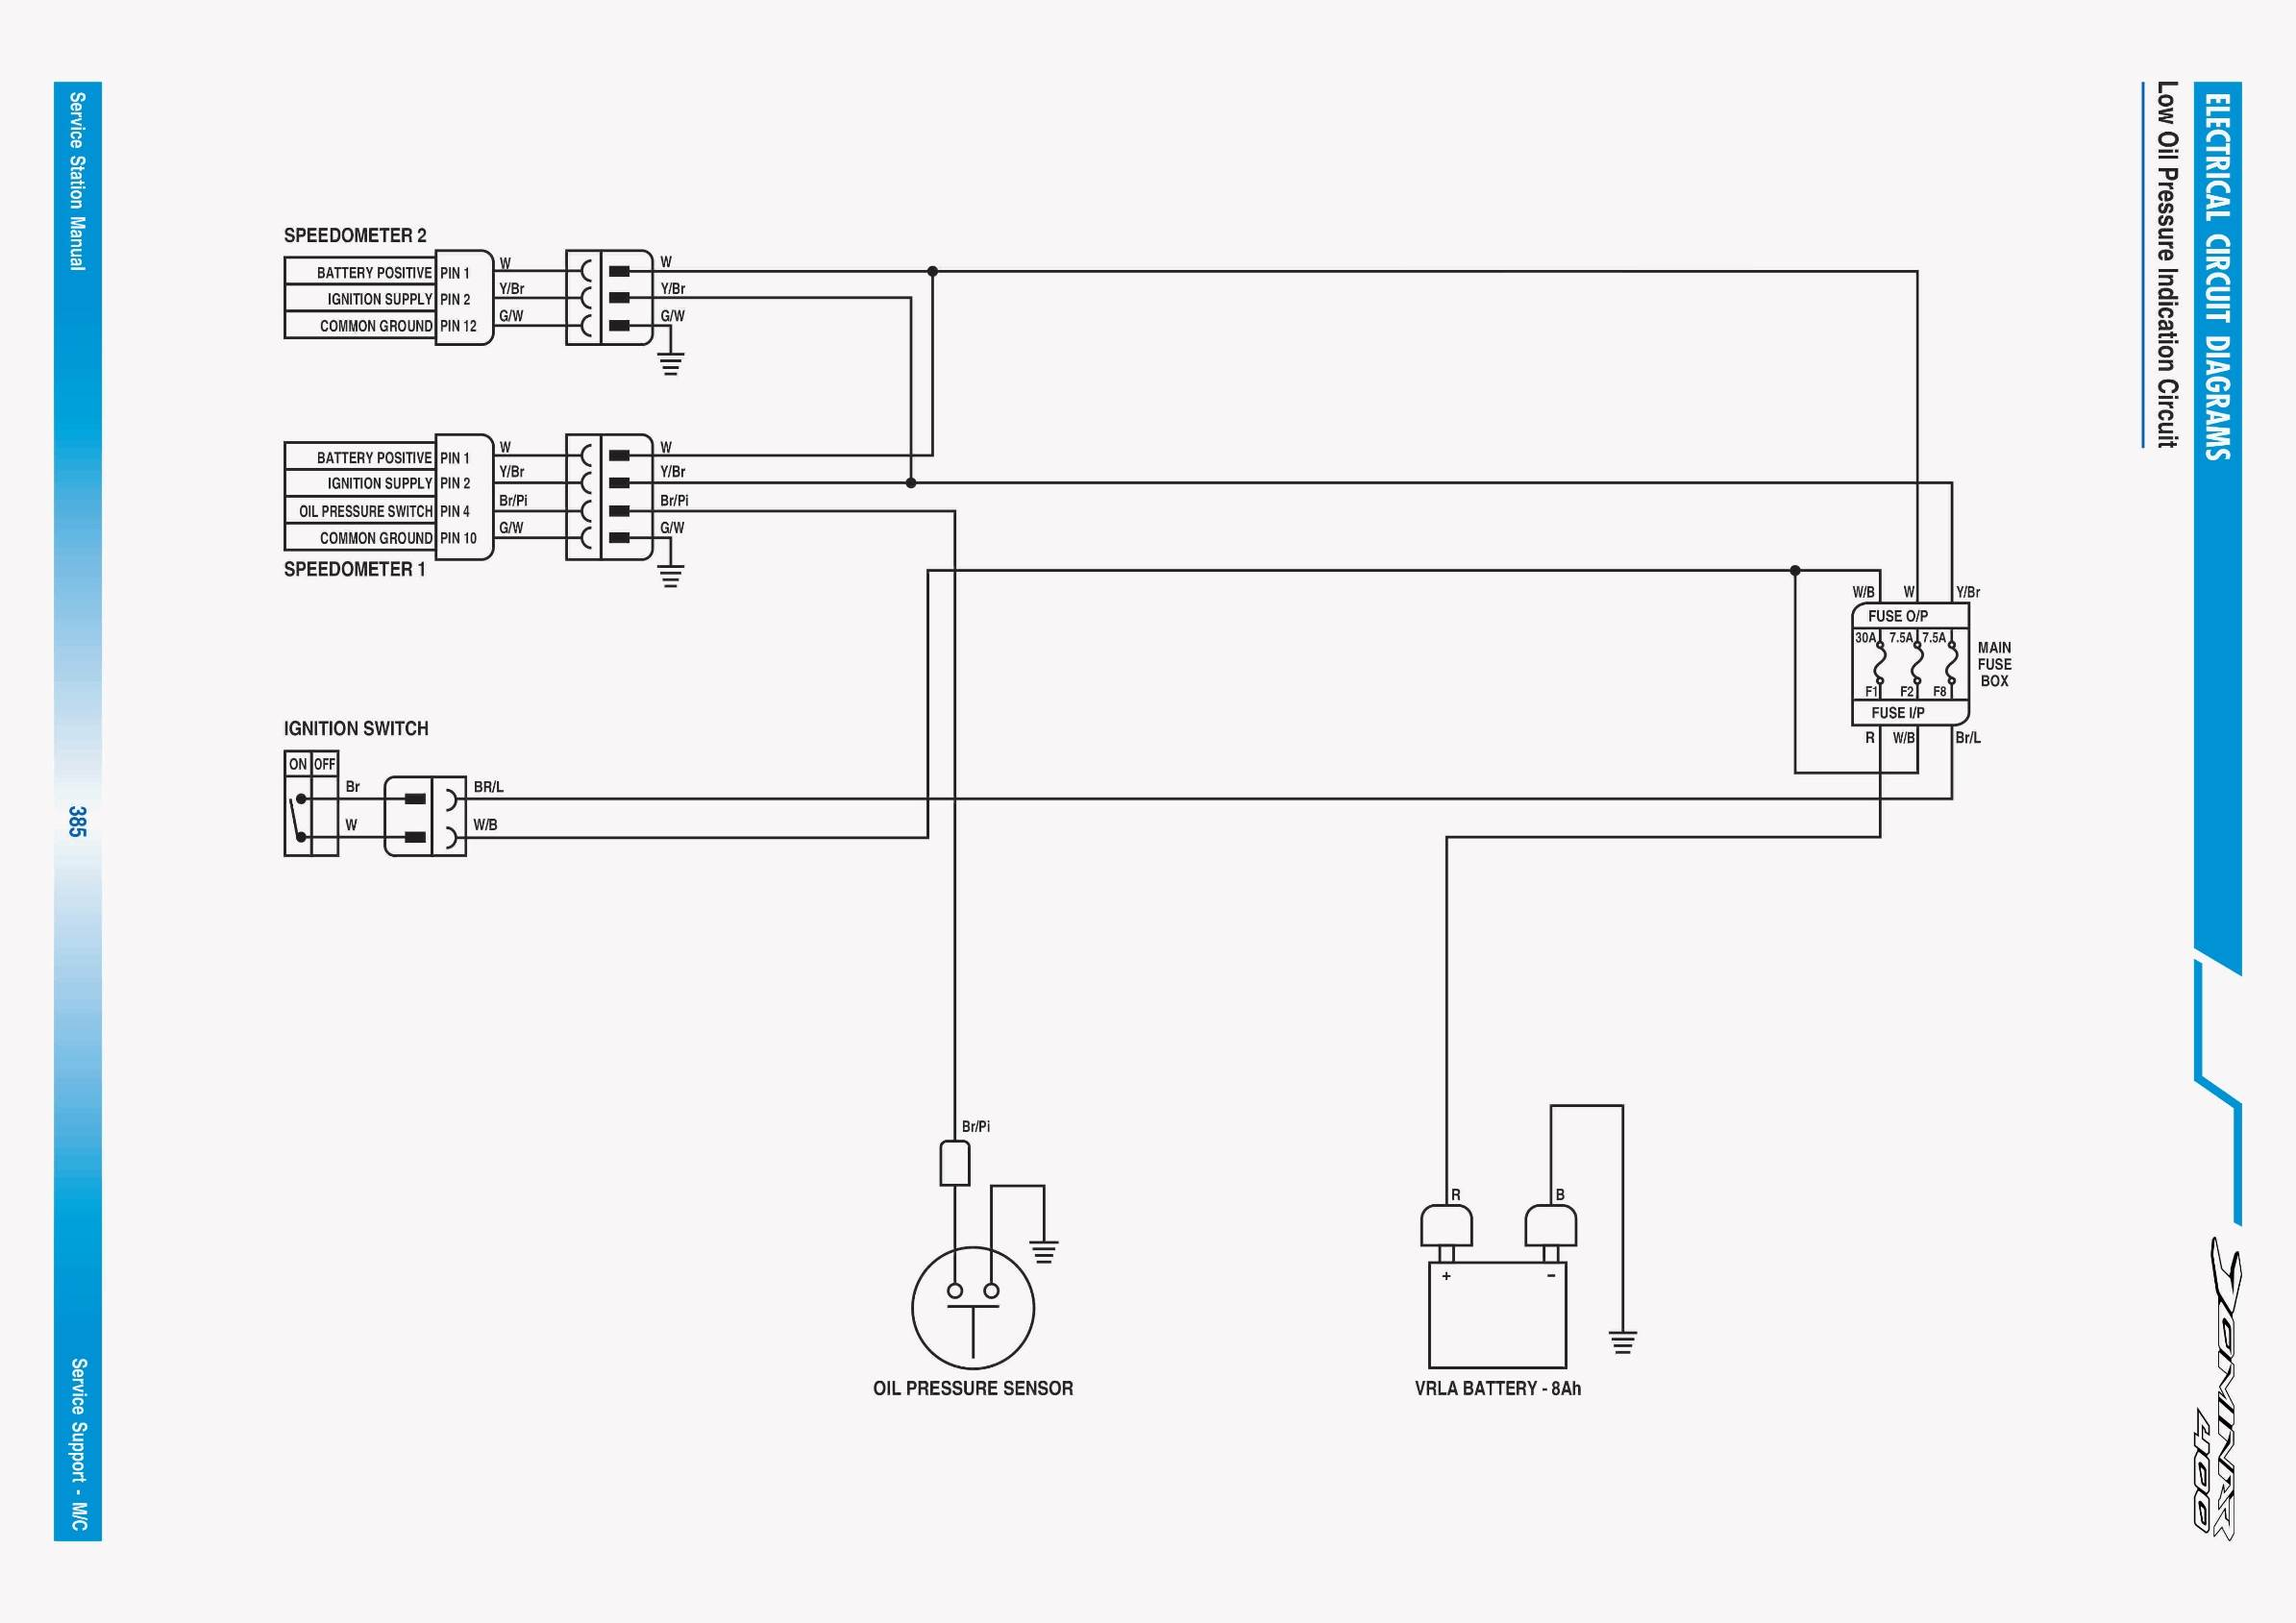 ELECTRICAL CIRCUIT DIAGRAMS
Low Oil Pressure Indication Circuit
SPEEDOMETER 2
BATTERY POSITIVE PIN 1 W W
IGNITION SUPPLY PIN 2 Y/Br Y/Br
COMMON GROUND PIN 12 G/W G/W
BATTERY POSITIVE PIN 1 W W
IGNITION SUPPLY PIN 2 Y/Br Y/Br
OIL PRESSURE SWITCH PIN 4 Br/Pi Br/Pi
COMMON GROUND PIN 10 G/W G/W
SPEEDOMETER 1
W/B W Y/Br
FUSE O/P
30A 7.5A 7.5A
F1 F2 F8
FUSE I/P
R W/B Br/L
MAIN
FUSE
BOX
IGNITION SWITCH
ON OFF
Br BR/L
W W/B
Br/Pi
OIL PRESSURE SENSOR
R B
+ −
VRLA BATTERY - 8Ah
Service Station Manual
385
Service Support - M/C
DOMINAR
400